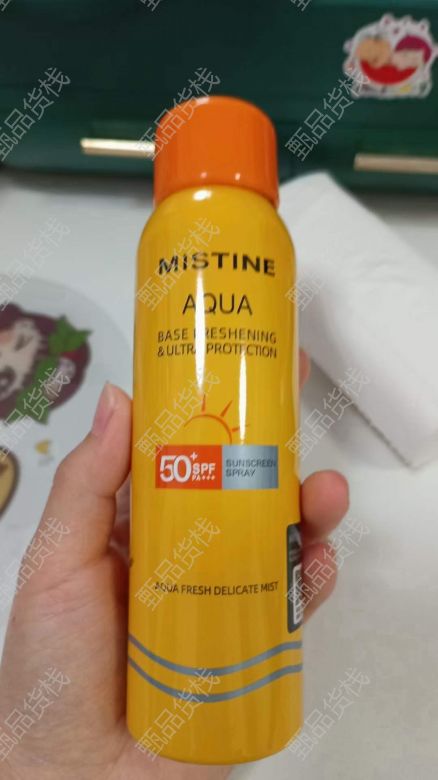 MISTINE
AQUA
BASE FRESHENING
& ULTRA PROTECTION
50+ SPF
PA+++
SUNSCREEN
SPRAY
AQUA FRESH DELICATE MIST
甄品货栈